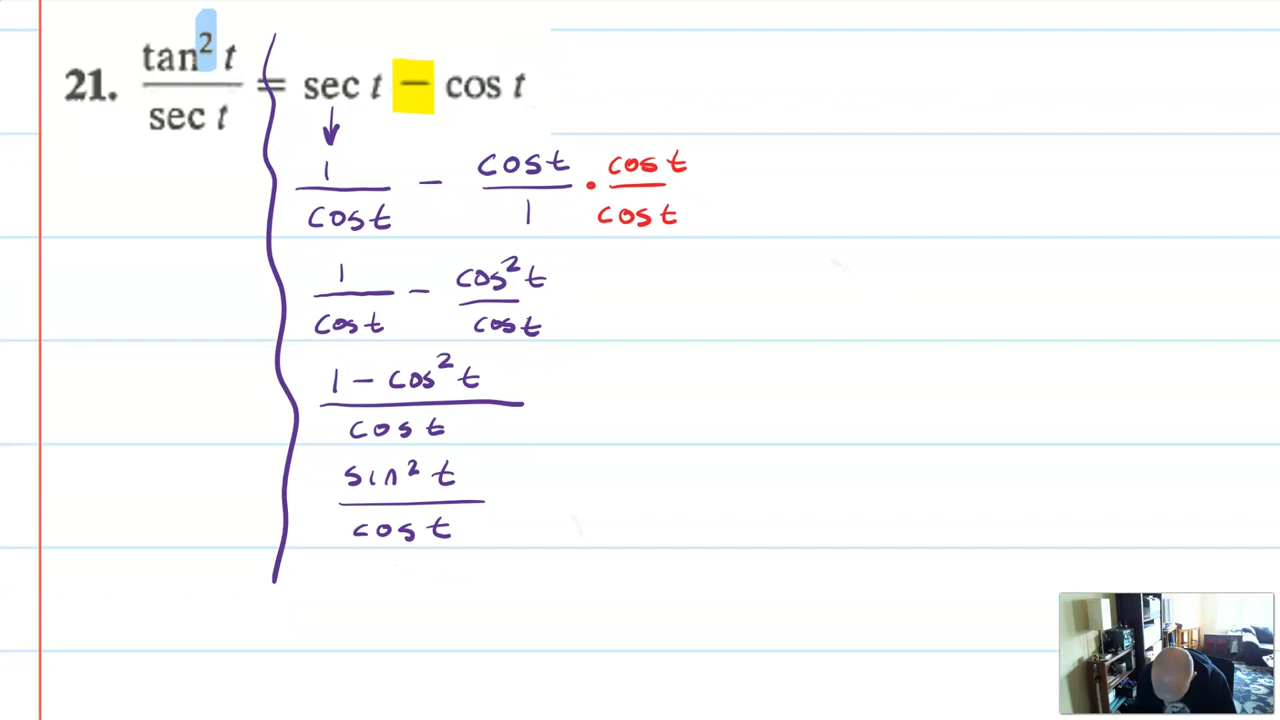 21. tan² t / sec t = sec t − cos t
1 / cos t − cos t / 1 · cos t / cos t
1 / cos t − cos² t / cos t
1 − cos² t / cos t
sin² t / cos t